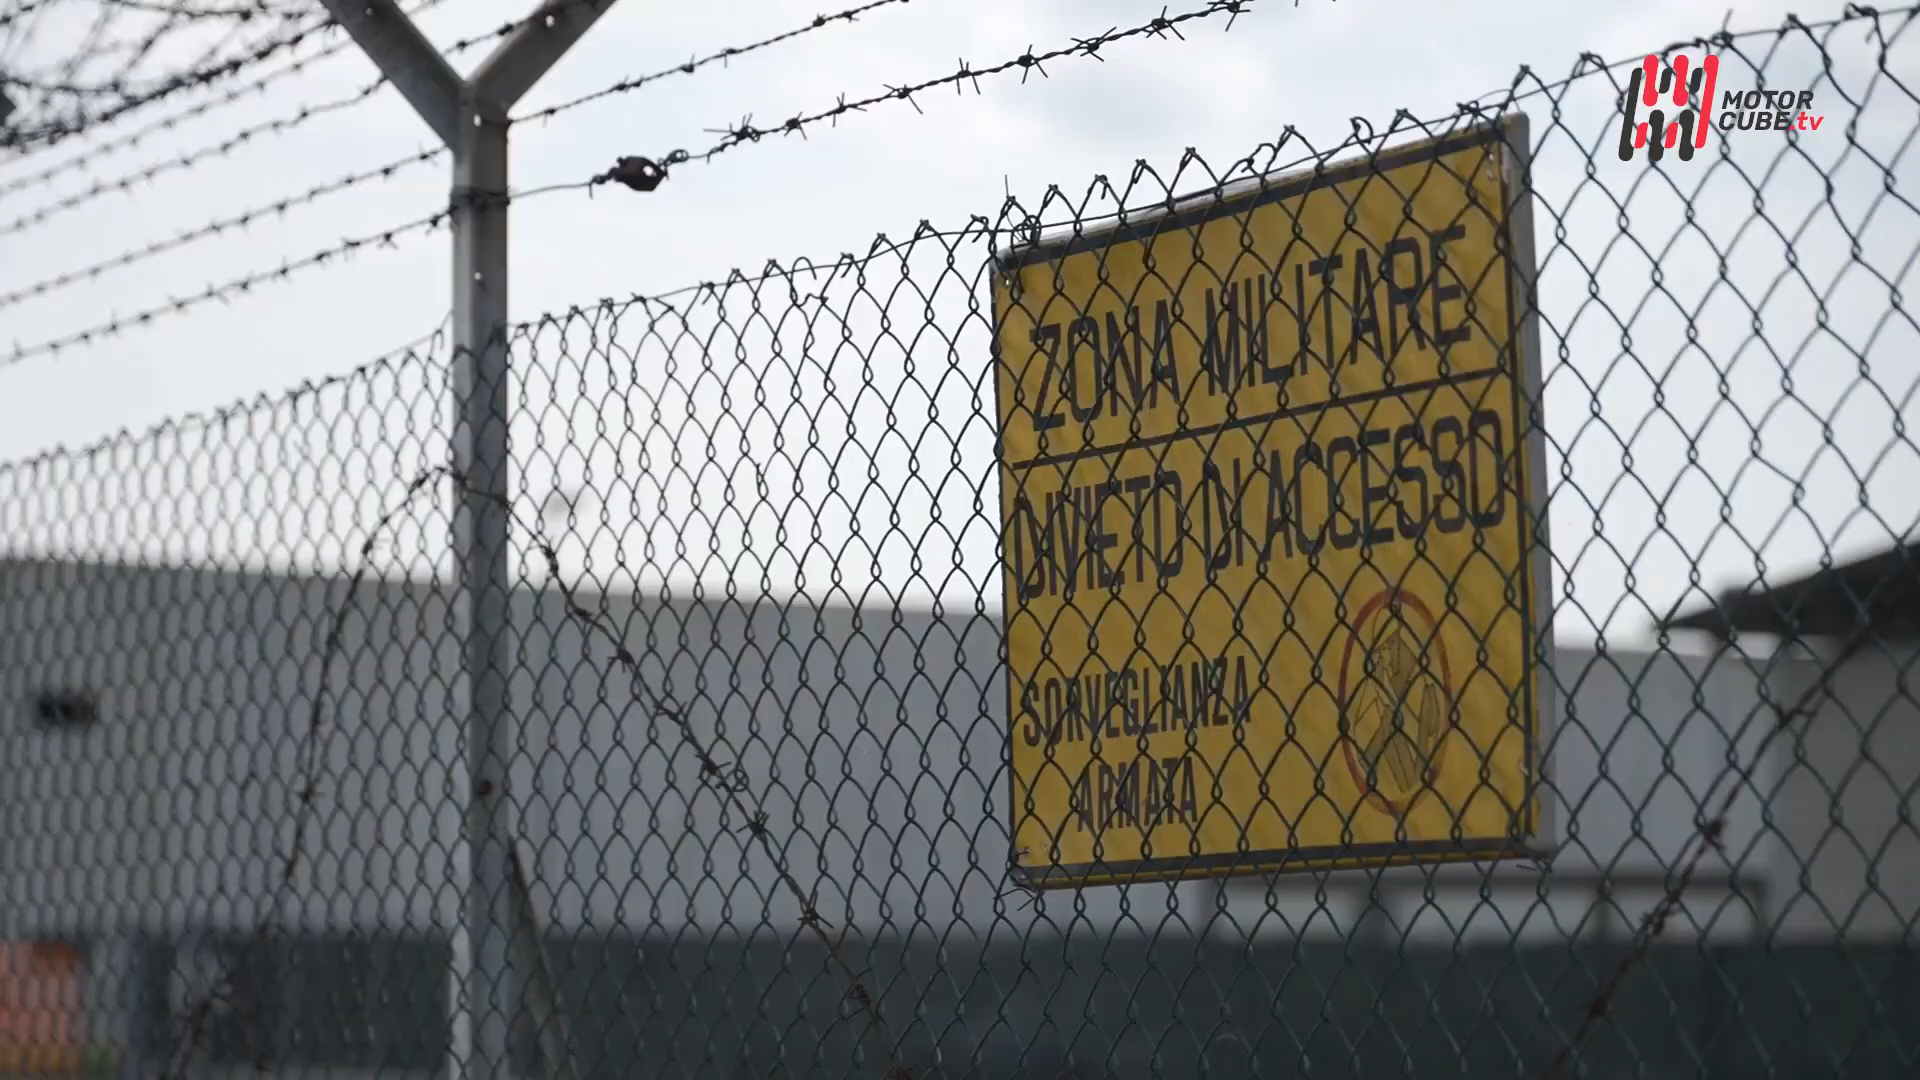 MOTOR
CUBE.tv
ZONA MILITARE
DIVIETO DI ACCESSO
SORVEGLIANZA
ARMATA